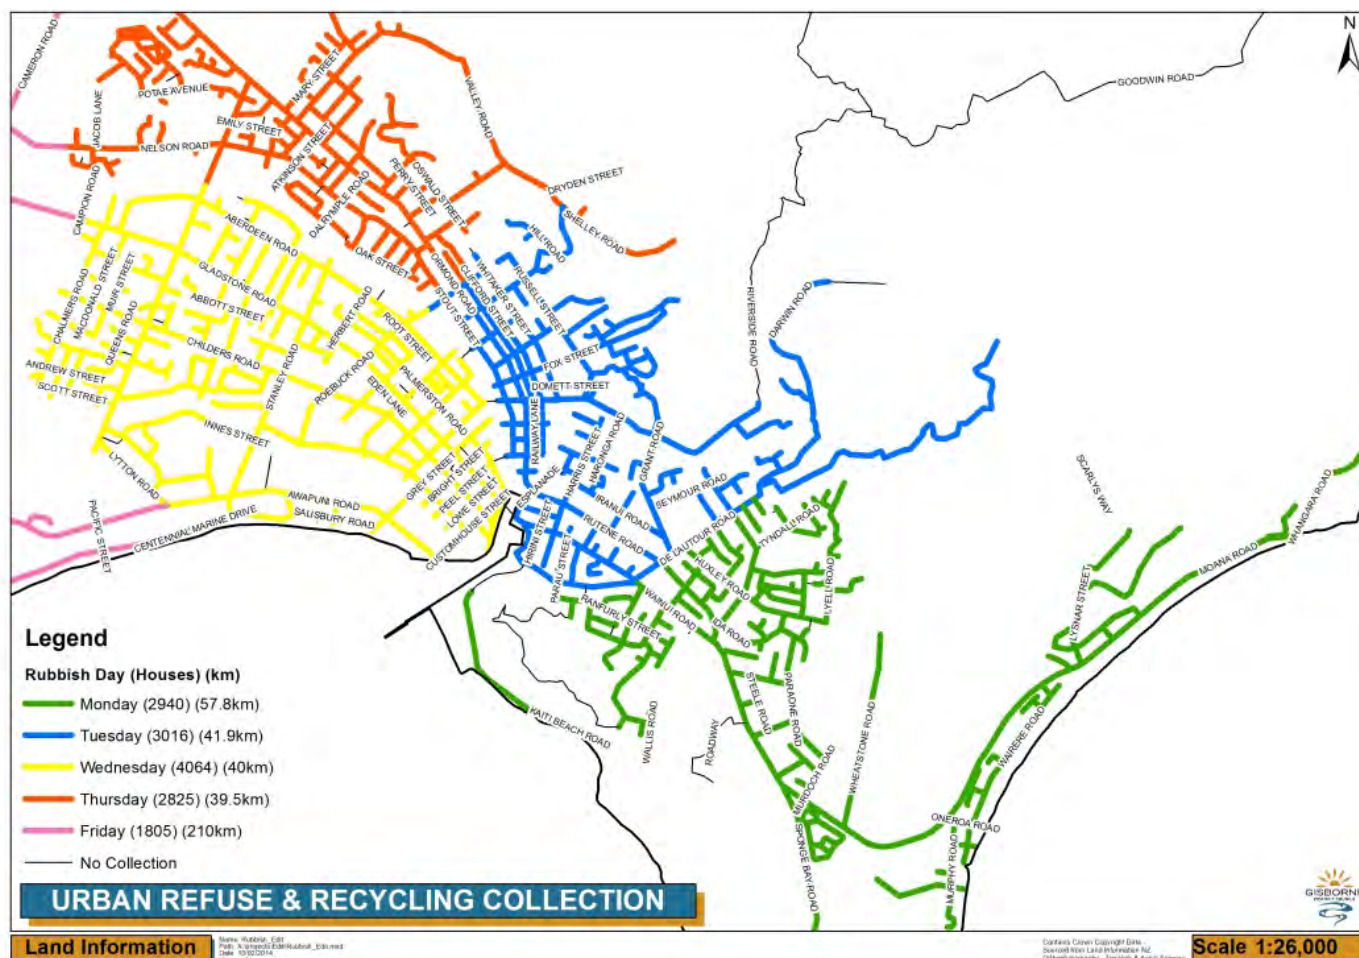 N
CAMERON ROAD
MARY STREET
VALLEY ROAD
GOODWIN ROAD
POTAE AVENUE
JACOB LANE
EMILY STREET
NELSON ROAD
ATKINSON STREET
OSWALD STREET
PERRY STREET
DRYDEN STREET
DALRYMPLE ROAD
SHELLEY ROAD
CAMPION ROAD
ABERDEEN ROAD
HILL ROAD
OAK STREET
ORMOND ROAD
CLIFFORD STREET
WHITAKER STREET
RUSSELL STREET
STOUT STREET
CHALMERS ROAD
MACDONALD STREET
MUIR STREET
GLADSTONE ROAD
ABBOTT STREET
HERBERT ROAD
ROOT STREET
RIVERSIDE ROAD
DARWIN ROAD
QUEENS ROAD
CHILDERS ROAD
STANLEY ROAD
ROEBUCK ROAD
EDEN LANE
PALMERSTON ROAD
FOX STREET
DOMETT STREET
ANDREW STREET
SCOTT STREET
INNES STREET
RAILWAY LANE
HARRIS STREET
HARONGA ROAD
GRANT ROAD
LYTTON ROAD
GREY STREET
BRIGHT STREET
PEEL STREET
LOWE STREET
CUSTOMHOUSE STREET
ESPLANADE
IRANUI ROAD
SEYMOUR ROAD
SCARLYS WAY
AWAPUNI ROAD
SALISBURY ROAD
PACIFIC STREET
CENTENNIAL MARINE DRIVE
HIRINI STREET
RUTENE ROAD
PARAU STREET
DE LAUTOUR ROAD
TYNDALL ROAD
WHANGARA ROAD
MOANA ROAD
HUXLEY ROAD
LYELL ROAD
RANFURLY STREET
WAINUI ROAD
IDA ROAD
LYSNAR STREET
KAITI BEACH ROAD
WALLIS ROAD
ROADWAY
STEELE ROAD
PARAONE ROAD
WHEATSTONE ROAD
WAIRERE ROAD
MURDOCH ROAD
SPONGE BAY ROAD
ONEROA ROAD
MURPHY ROAD
Legend
Rubbish Day (Houses) (km)
Monday (2940) (57.8km)
Tuesday (3016) (41.9km)
Wednesday (4064) (40km)
Thursday (2825) (39.5km)
Friday (1805) (210km)
No Collection
URBAN REFUSE & RECYCLING COLLECTION
GISBORNE
Land Information
Name: Rubbish_Edit
Scale 1:26,000